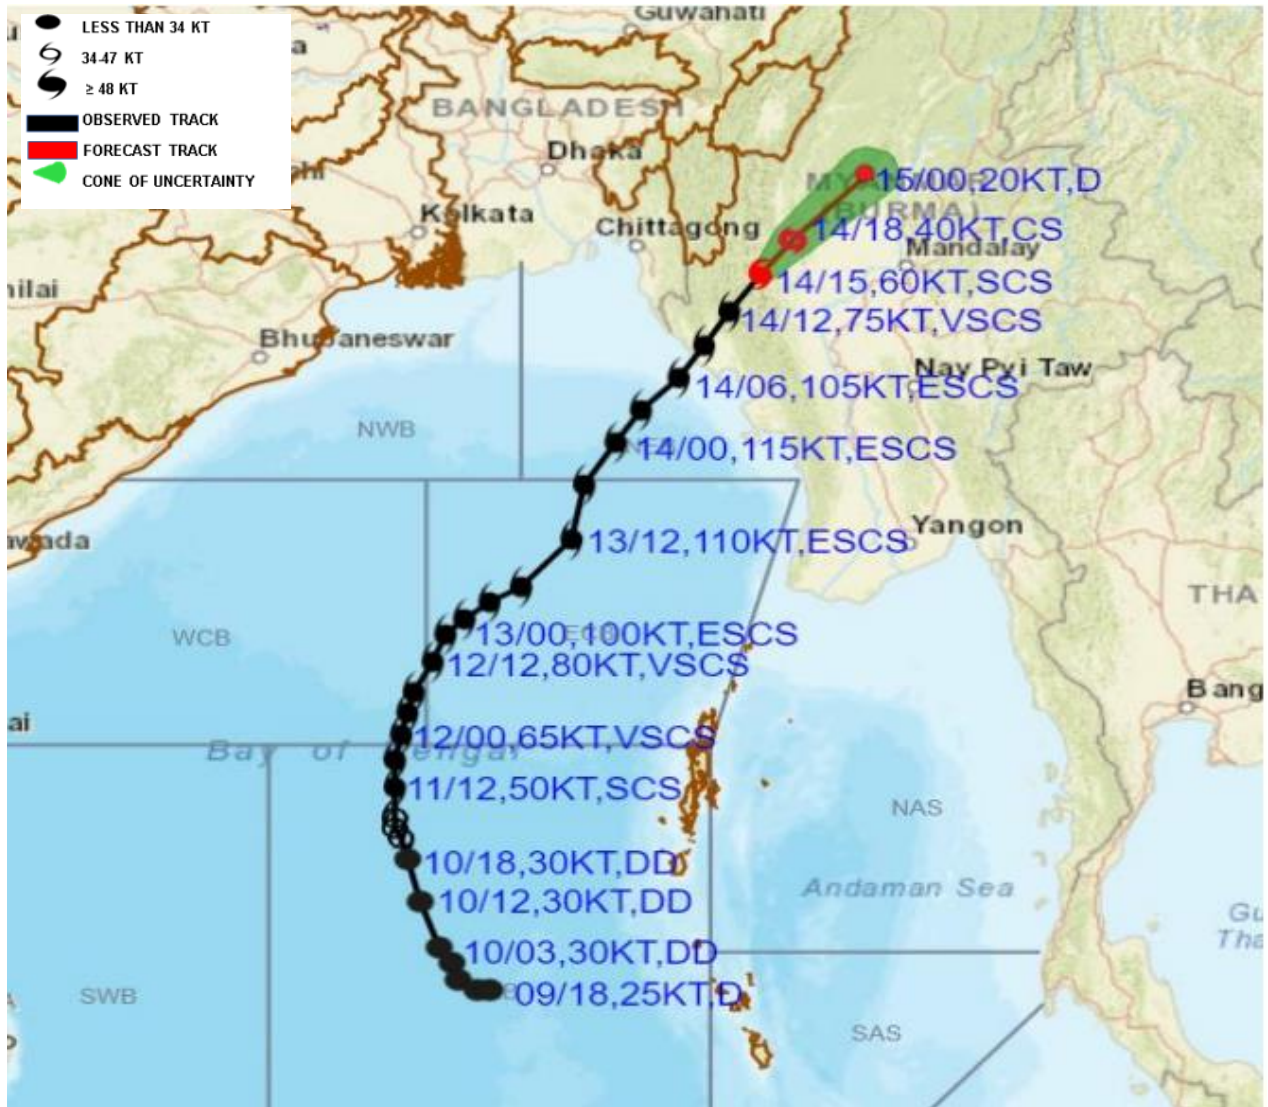 LESS THAN 34 KT
34-47 KT
≥ 48 KT
OBSERVED TRACK
FORECAST TRACK
CONE OF UNCERTAINTY
Guwahati
BANGLADESH
Dhaka
Kolkata
Chittagong
15/00,20KT,D
14/18,40KT,CS
Mandalay
14/15,60KT,SCS
14/12,75KT,VSCS
Nay Pyi Taw
14/06,105KT,ESCS
NWB
14/00,115KT,ESCS
Yangon
13/12,110KT,ESCS
THA
WCB
13/00,100KT,ESCS
12/12,80KT,VSCS
Bang
ai
12/00,65KT,VSCS
Bay of Bengal
11/12,50KT,SCS
NAS
10/18,30KT,DD
Andaman Sea
10/12,30KT,DD
Gu
Tha
10/03,30KT,DD
09/18,25KT,D
SWB
SAS